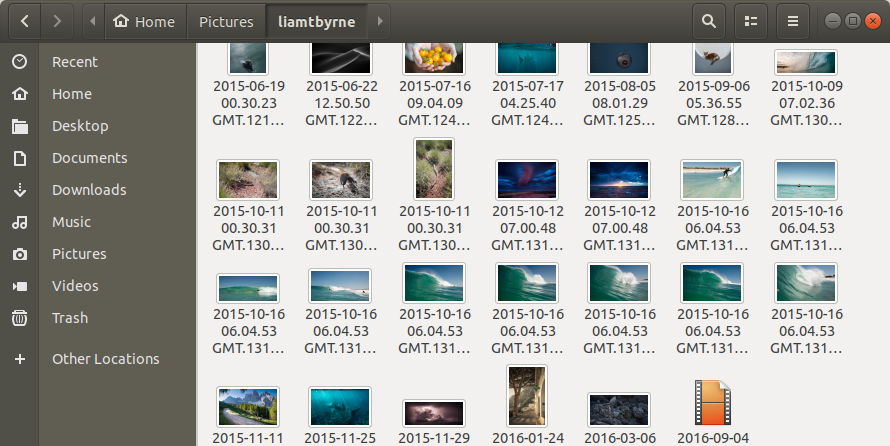 Home Pictures liamtbyrne
Recent
Home
Desktop
Documents
Downloads
Music
Pictures
Videos
Trash
Other Locations
2015-06-19 2015-06-22 2015-07-16 2015-07-17 2015-08-05 2015-09-06 2015-10-09
00.30.23 12.50.50 09.04.09 04.25.40 08.01.29 05.36.55 07.02.36
GMT.121… GMT.122… GMT.124… GMT.124… GMT.125… GMT.128… GMT.130…
2015-10-11 2015-10-11 2015-10-11 2015-10-12 2015-10-12 2015-10-16 2015-10-16
00.30.31 00.30.31 00.30.31 07.00.48 07.00.48 06.04.53 06.04.53
GMT.130… GMT.130… GMT.130… GMT.131… GMT.131… GMT.131… GMT.131…
2015-10-16 2015-10-16 2015-10-16 2015-10-16 2015-10-16 2015-10-16 2015-10-16
06.04.53 06.04.53 06.04.53 06.04.53 06.04.53 06.04.53 06.04.53
GMT.131… GMT.131… GMT.131… GMT.131… GMT.131… GMT.131… GMT.131…
2015-11-11 2015-11-25 2015-11-29 2016-01-24 2016-03-06 2016-09-04